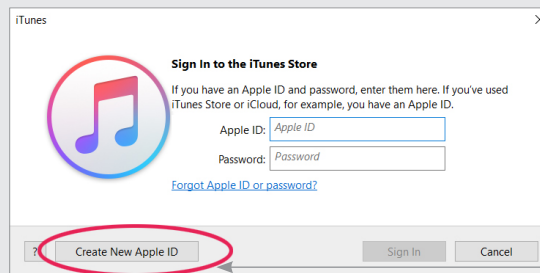 iTunes
Sign In to the iTunes Store
If you have an Apple ID and password, enter them here. If you've used
iTunes Store or iCloud, for example, you have an Apple ID.
Apple ID: Apple ID
Password: Password
Forgot Apple ID or password?
? Create New Apple ID Sign In Cancel